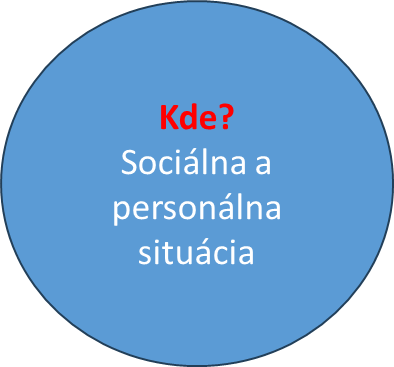 Kde?
Sociálna a
personálna
situácia